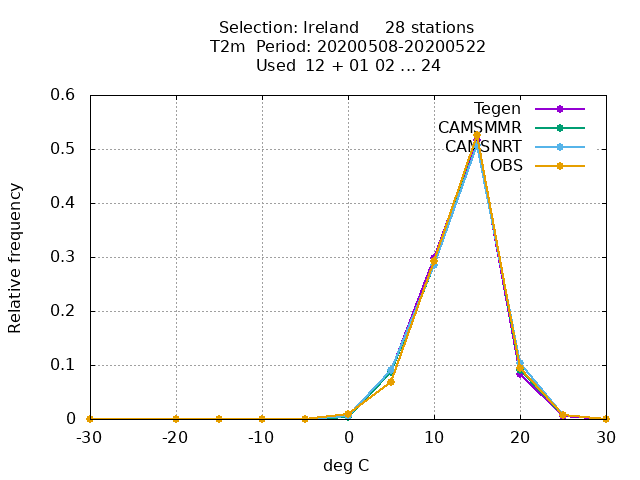 Selection: Ireland     28 stations
T2m  Period: 20200508-20200522
Used  12 + 01 02 ... 24
Tegen
CAMSMMR
CAMSNRT
OBS
Relative frequency
0.6
0.5
0.4
0.3
0.2
0.1
0
-30 -20 -10 0 10 20 30
deg C